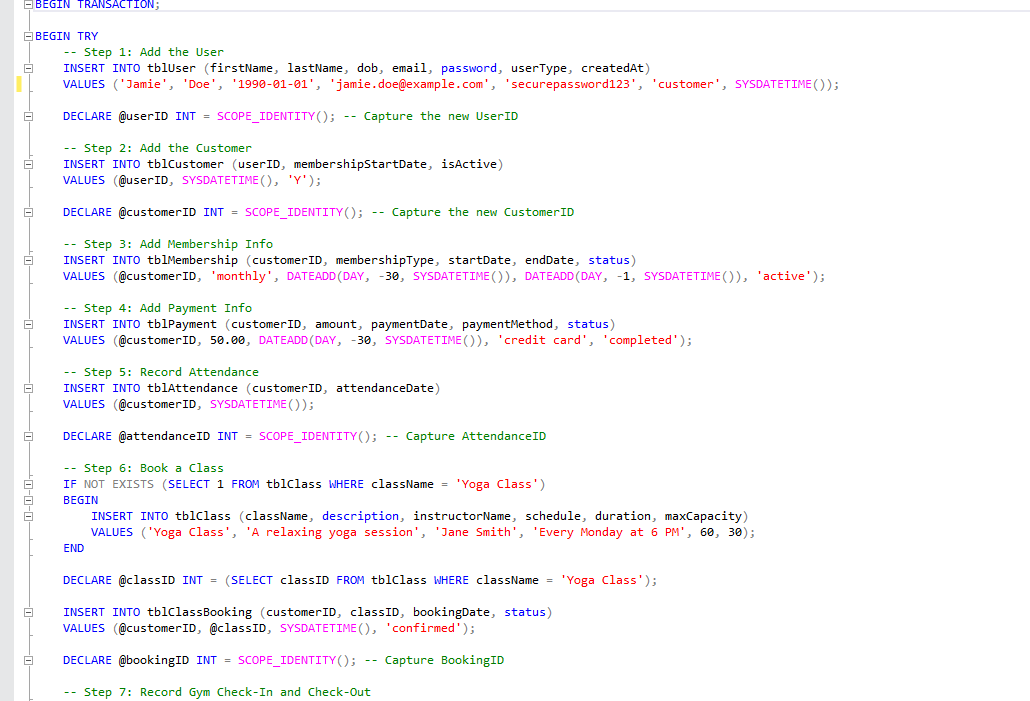 BEGIN TRANSACTION;
BEGIN TRY
-- Step 1: Add the User
INSERT INTO tblUser (firstName, lastName, dob, email, password, userType, createdAt)
VALUES ('Jamie', 'Doe', '1990-01-01', 'jamie.doe@example.com', 'securepassword123', 'customer', SYSDATETIME());
DECLARE @userID INT = SCOPE_IDENTITY(); -- Capture the new UserID
-- Step 2: Add the Customer
INSERT INTO tblCustomer (userID, membershipStartDate, isActive)
VALUES (@userID, SYSDATETIME(), 'Y');
DECLARE @customerID INT = SCOPE_IDENTITY(); -- Capture the new CustomerID
-- Step 3: Add Membership Info
INSERT INTO tblMembership (customerID, membershipType, startDate, endDate, status)
VALUES (@customerID, 'monthly', DATEADD(DAY, -30, SYSDATETIME()), DATEADD(DAY, -1, SYSDATETIME()), 'active');
-- Step 4: Add Payment Info
INSERT INTO tblPayment (customerID, amount, paymentDate, paymentMethod, status)
VALUES (@customerID, 50.00, DATEADD(DAY, -30, SYSDATETIME()), 'credit card', 'completed');
-- Step 5: Record Attendance
INSERT INTO tblAttendance (customerID, attendanceDate)
VALUES (@customerID, SYSDATETIME());
DECLARE @attendanceID INT = SCOPE_IDENTITY(); -- Capture AttendanceID
-- Step 6: Book a Class
IF NOT EXISTS (SELECT 1 FROM tblClass WHERE className = 'Yoga Class')
BEGIN
INSERT INTO tblClass (className, description, instructorName, schedule, duration, maxCapacity)
VALUES ('Yoga Class', 'A relaxing yoga session', 'Jane Smith', 'Every Monday at 6 PM', 60, 30);
END
DECLARE @classID INT = (SELECT classID FROM tblClass WHERE className = 'Yoga Class');
INSERT INTO tblClassBooking (customerID, classID, bookingDate, status)
VALUES (@customerID, @classID, SYSDATETIME(), 'confirmed');
DECLARE @bookingID INT = SCOPE_IDENTITY(); -- Capture BookingID
-- Step 7: Record Gym Check-In and Check-Out